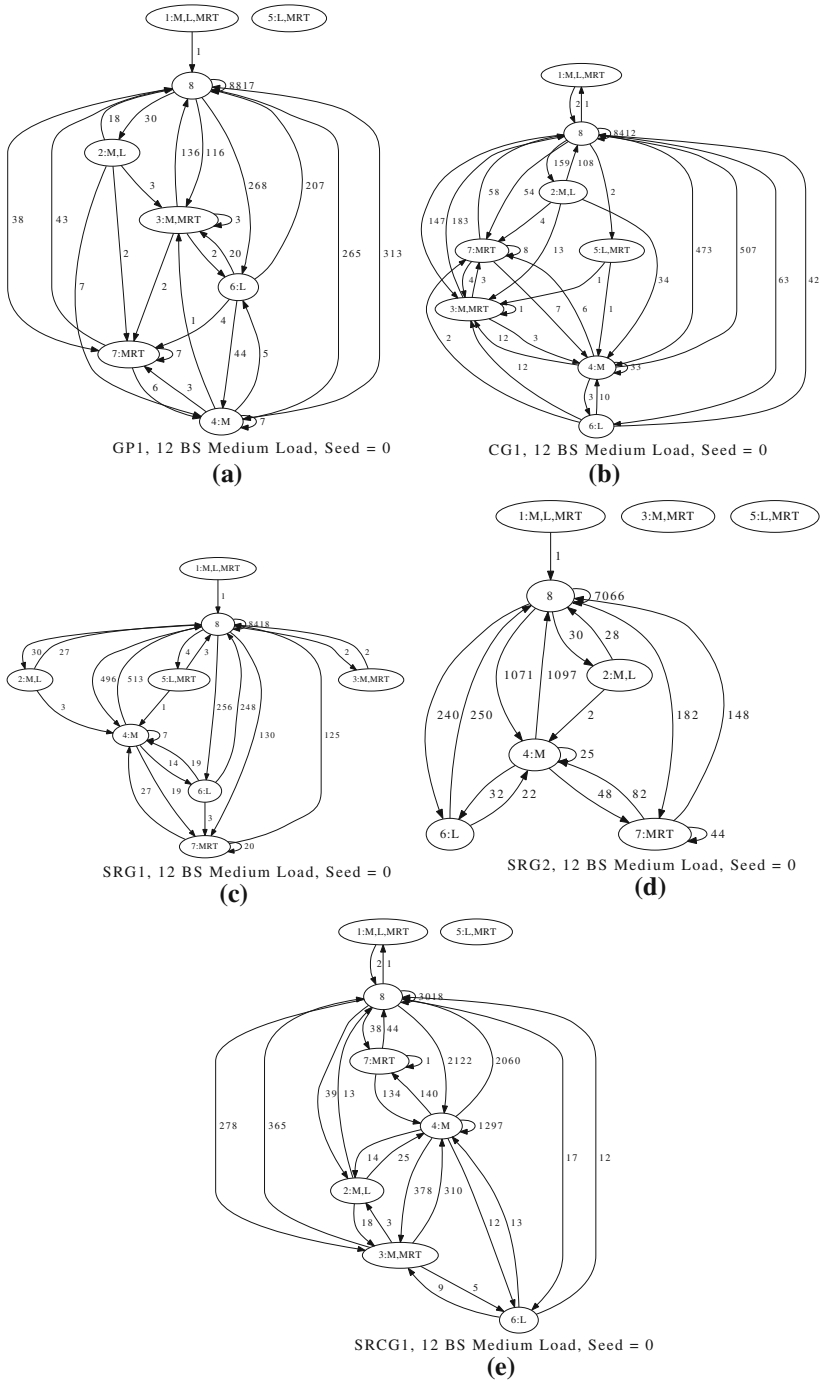 1:M,L,MRT 5:L,MRT
1
8 8817
18 30
2:M,L
136 116
268 207
3
3:M,MRT 3
38 43
2 20
265 313
7 2 2
6:L
1 4
44 5
7:MRT 7
6 3
4:M 7
GP1, 12 BS Medium Load, Seed = 0
(a)
1:M,L,MRT
2 1
8 8412
159 108
58 54 2
2:M,L
147 183
4
7:MRT 8
13
5:L,MRT
473 507
4 3
34
63 42
1
3:M,MRT 1
7 6 1
2 12 3
4:M 33
12
3 10
6:L
CG1, 12 BS Medium Load, Seed = 0
(b)
1:M,L,MRT
1
8 8418
30 27
4 3
2 2
2:M,L
5:L,MRT
3:M,MRT
496 513
3 1
256 248
4:M 7
130 125
14 19
6:L
27 19
3
7:MRT 20
SRG1, 12 BS Medium Load, Seed = 0
(c)
1:M,L,MRT 3:M,MRT 5:L,MRT
1
8 7066
30 28
2:M,L
1071 1097
240 250
182 148
2
4:M 25
32 22
48 82
6:L
7:MRT 44
SRG2, 12 BS Medium Load, Seed = 0
(d)
1:M,L,MRT 5:L,MRT
2 1
8 3018
38 44
7:MRT 1
2122 2060
39 13
134 140
278 365
4:M 1297
14 25
17 12
2:M,L
378 310
18 3
12 13
3:M,MRT
9 5
6:L
SRCG1, 12 BS Medium Load, Seed = 0
(e)